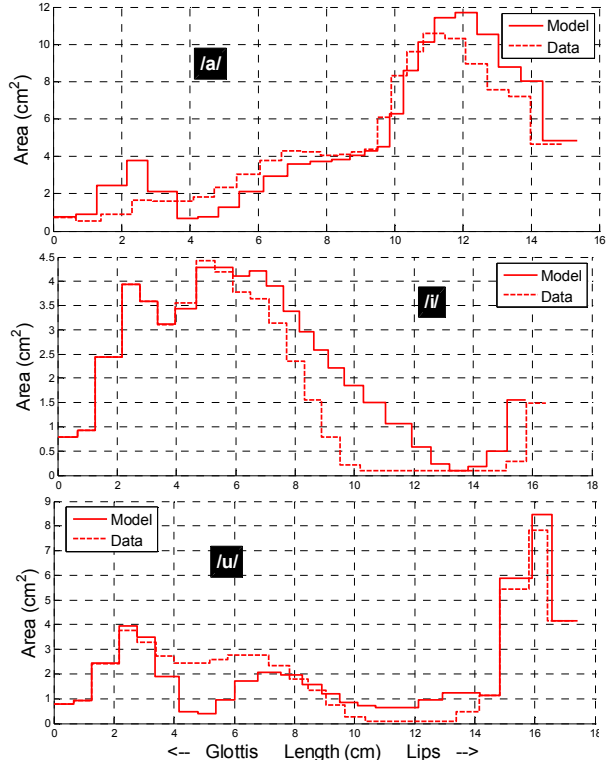 12
10
8
6
4
2
0
Area (cm2)
/a/
Model
Data
0 2 4 6 8 10 12 14 16
4.5
4
3.5
3
2.5
2
1.5
1
0.5
0
Area (cm2)
/i/
Model
Data
0 2 4 6 8 10 12 14 16 18
9
8
7
6
5
4
3
2
1
0
Area (cm2)
Model
Data
/u/
0 2 4 6 8 10 12 14 16 18
<-- Glottis Length (cm) Lips -->